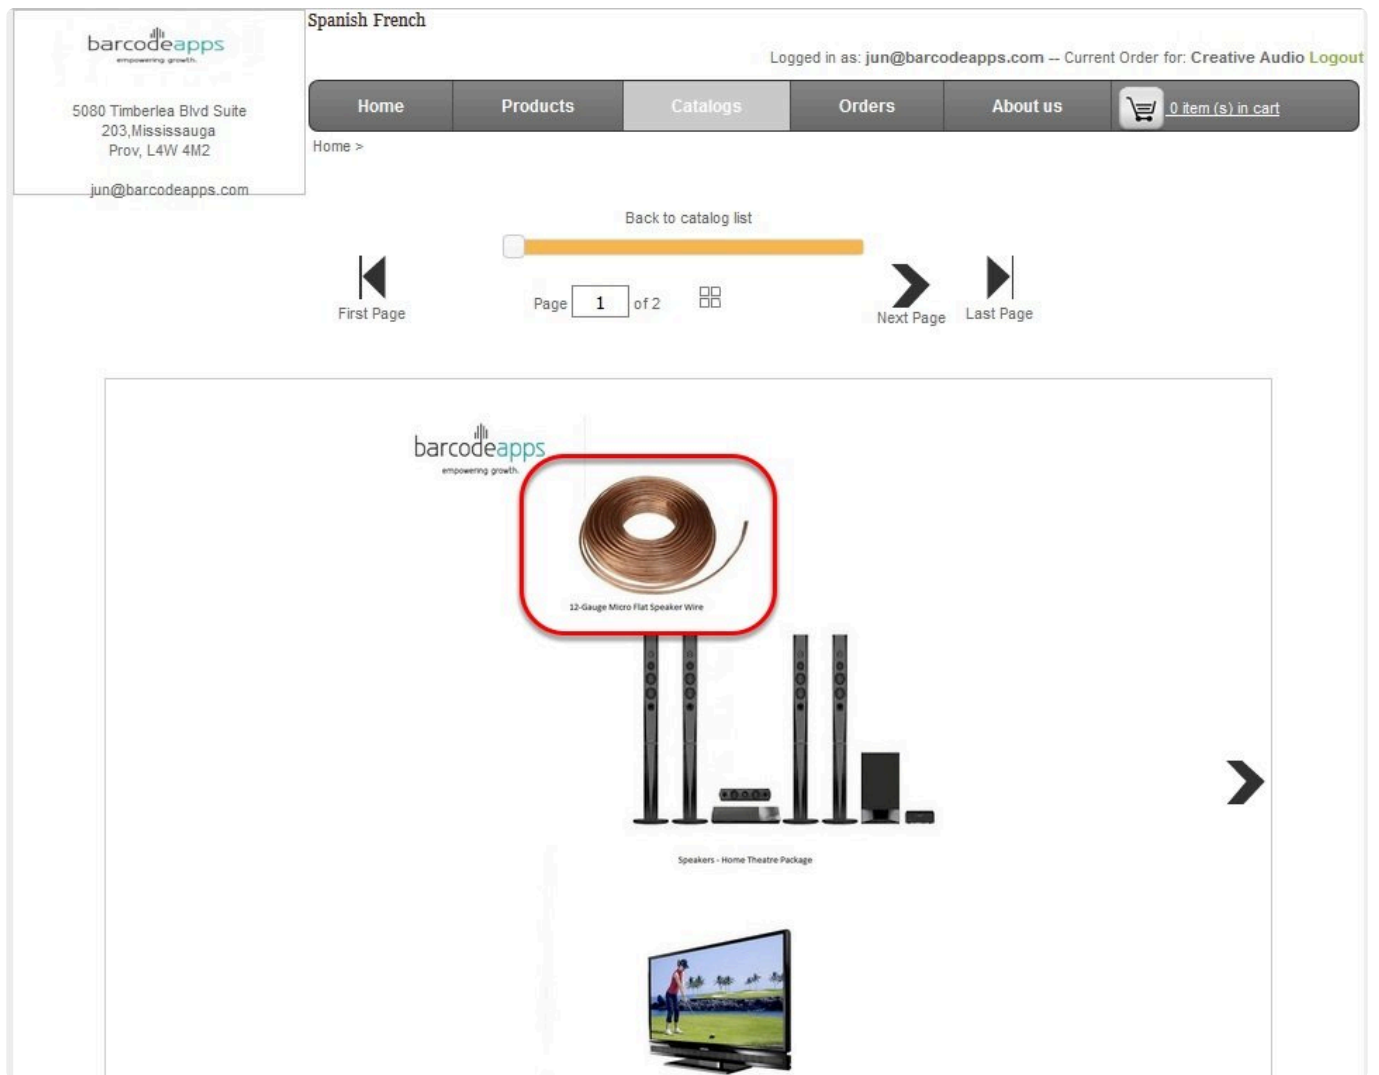 barcodeapps
empowering growth.
5080 Timberlea Blvd Suite
203,Mississauga
Prov, L4W 4M2
jun@barcodeapps.com
Spanish French
Logged in as: jun@barcodeapps.com -- Current Order for: Creative Audio Logout
Home Products Catalogs Orders About us 0 item (s) in cart
Home >
Back to catalog list
First Page
Page 1 of 2
Next Page
Last Page
barcodeapps
empowering growth.
12-Gauge Micro Flat Speaker Wire
Speakers - Home Theatre Package